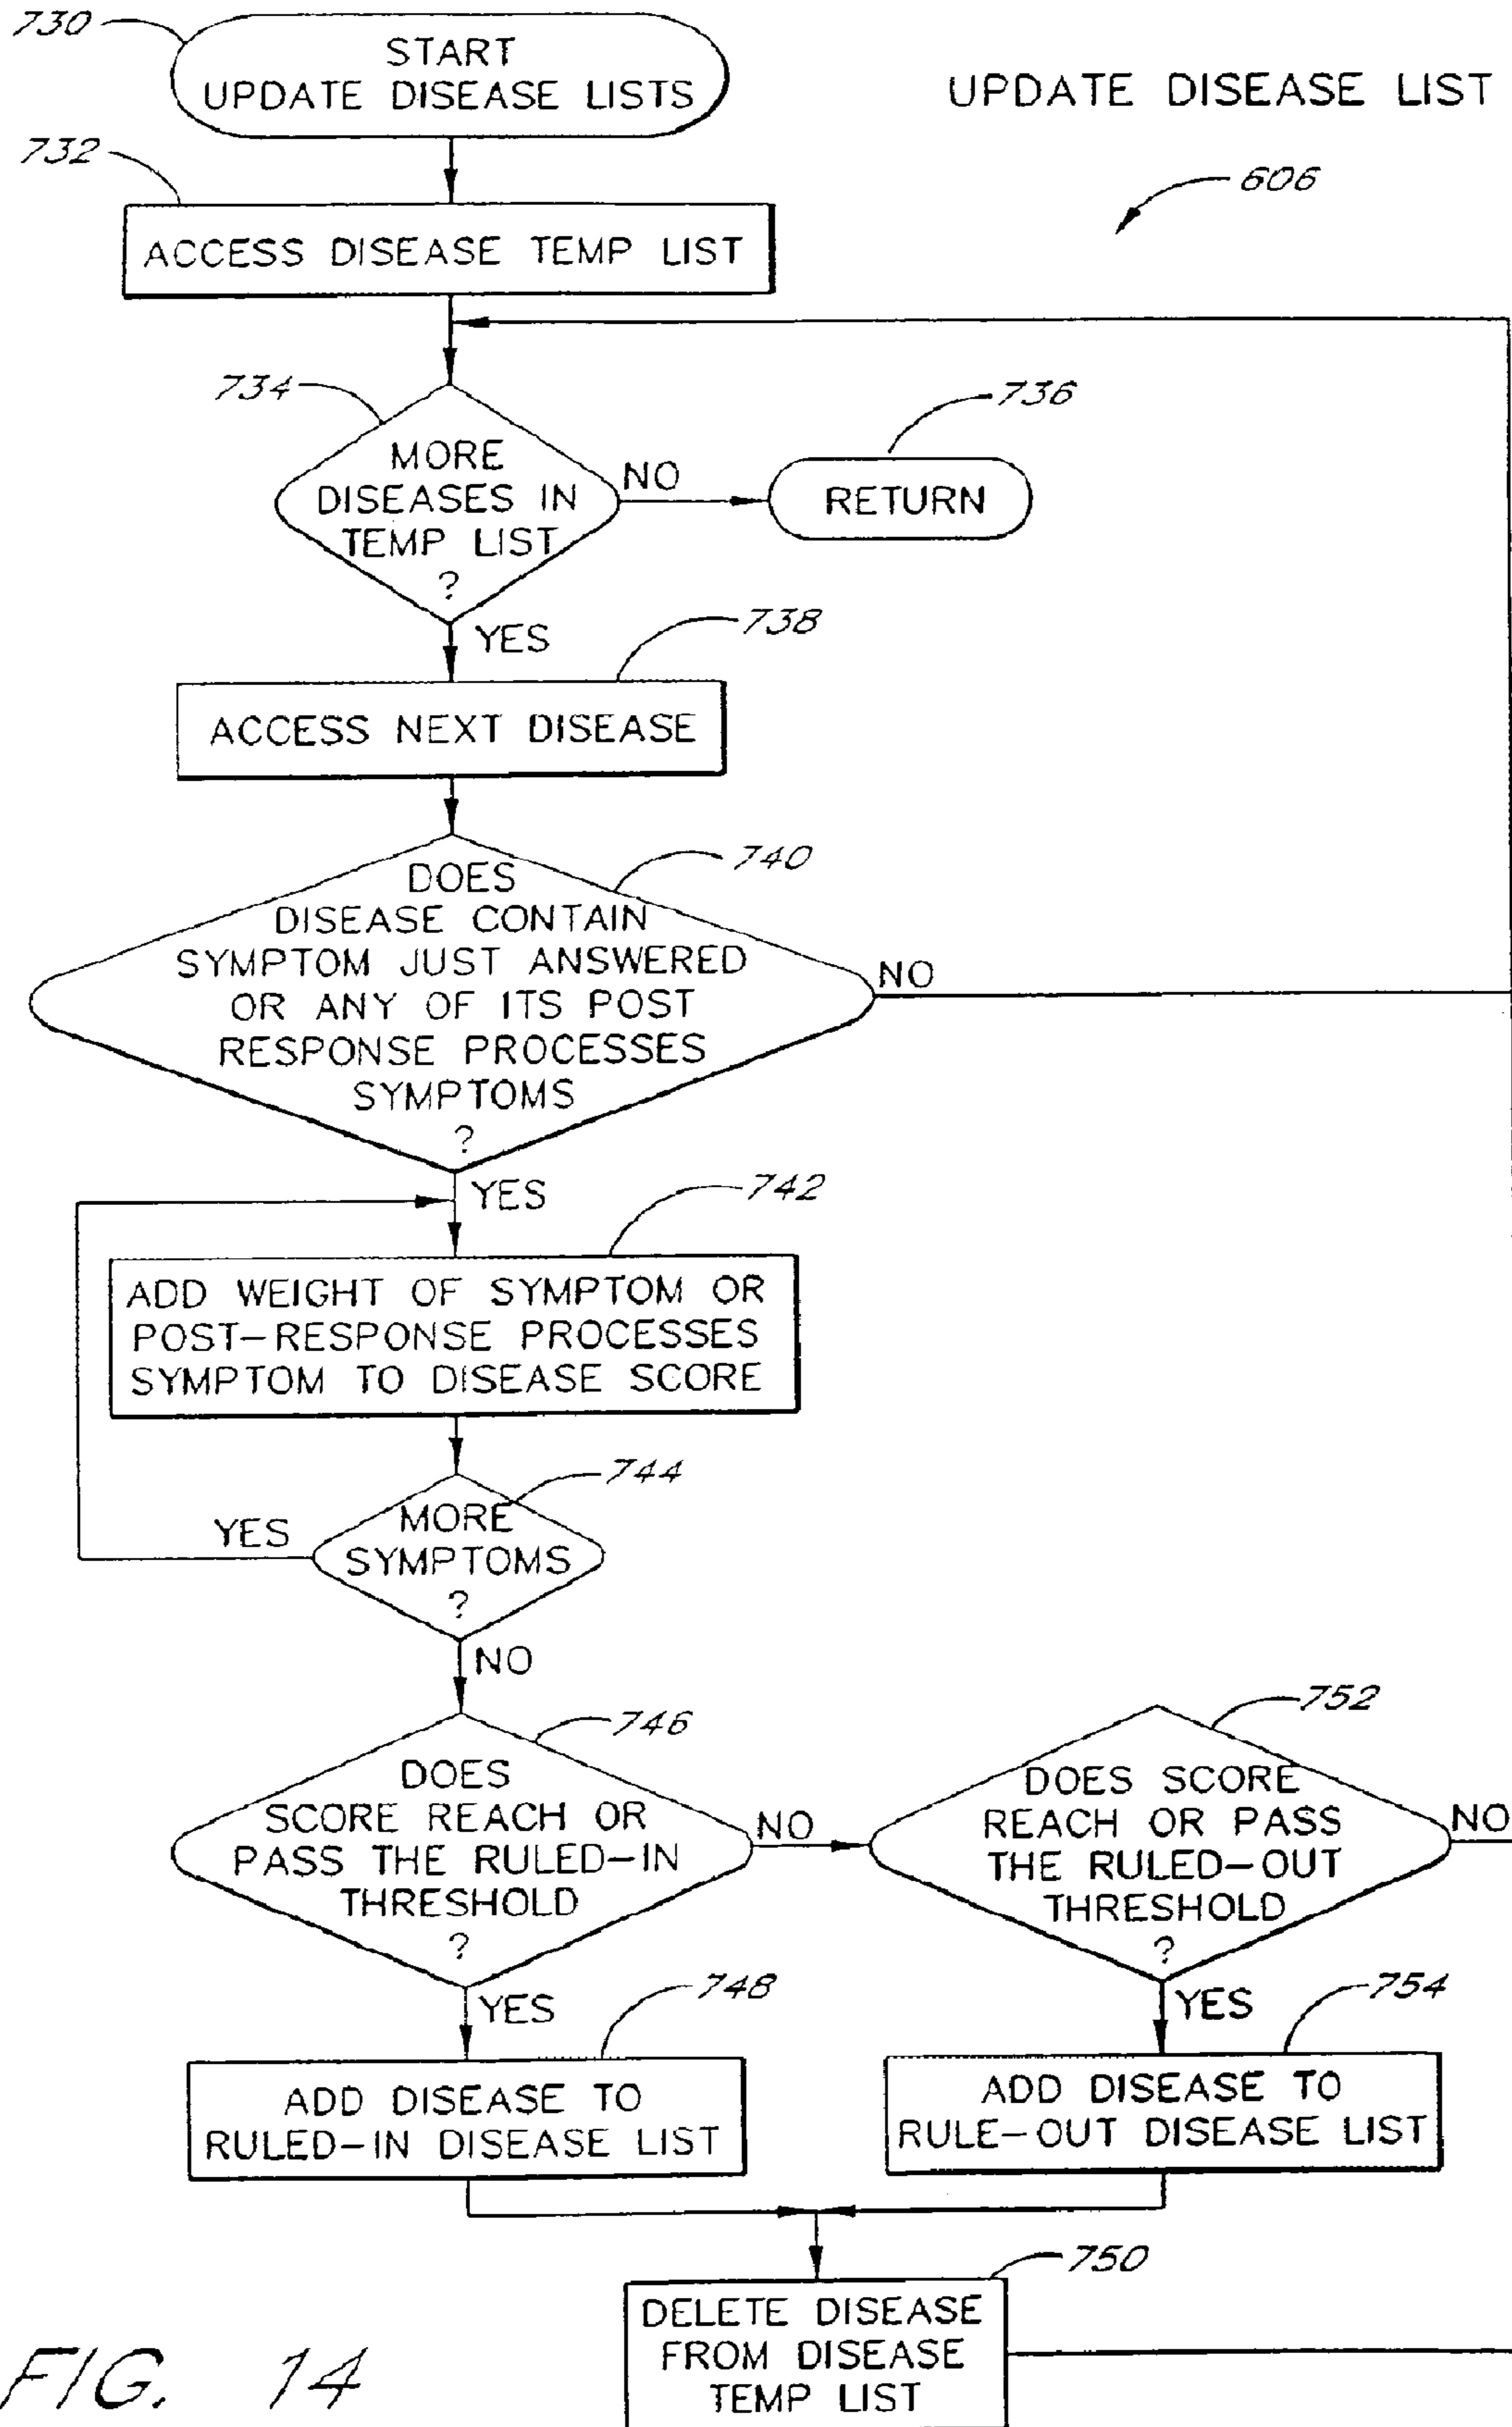 730
START
UPDATE DISEASE LISTS
UPDATE DISEASE LIST
732
606
ACCESS DISEASE TEMP LIST
734
736
MORE
DISEASES IN
TEMP LIST
?
NO
RETURN
YES
738
ACCESS NEXT DISEASE
740
DOES
DISEASE CONTAIN
SYMPTOM JUST ANSWERED
OR ANY OF ITS POST
RESPONSE PROCESSES
SYMPTOMS
?
NO
YES
742
ADD WEIGHT OF SYMPTOM OR
POST-RESPONSE PROCESSES
SYMPTOM TO DISEASE SCORE
744
MORE
SYMPTOMS
?
YES
NO
746
DOES
SCORE REACH OR
PASS THE RULED-IN
THRESHOLD
?
NO
752
DOES SCORE
REACH OR PASS
THE RULED-OUT
THRESHOLD
?
NO
YES
748
YES
754
ADD DISEASE TO
RULED-IN DISEASE LIST
ADD DISEASE TO
RULE-OUT DISEASE LIST
750
DELETE DISEASE
FROM DISEASE
TEMP LIST
FIG. 14